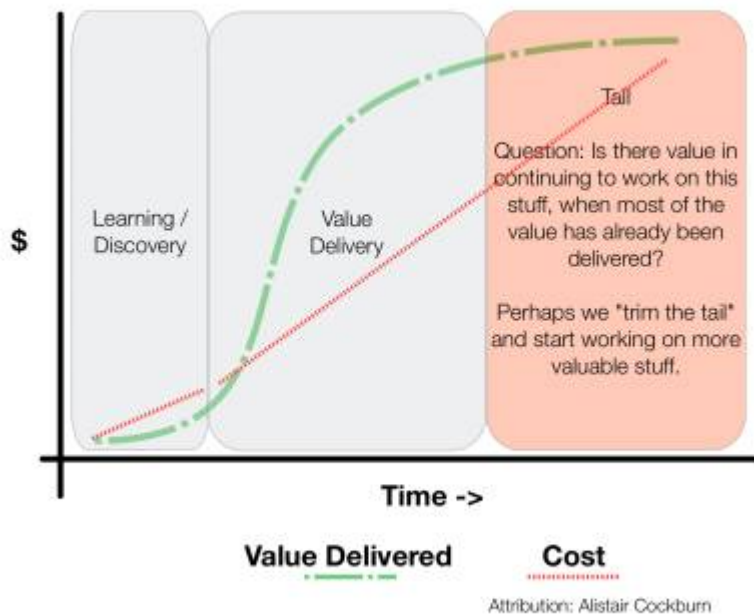 $
Learning /
Discovery
Value
Delivery
Tail
Question: Is there value in
continuing to work on this
stuff, when most of the
value has already been
delivered?
Perhaps we "trim the tail"
and start working on more
valuable stuff.
Time ->
Value Delivered
Cost
Attribution: Alistair Cockburn